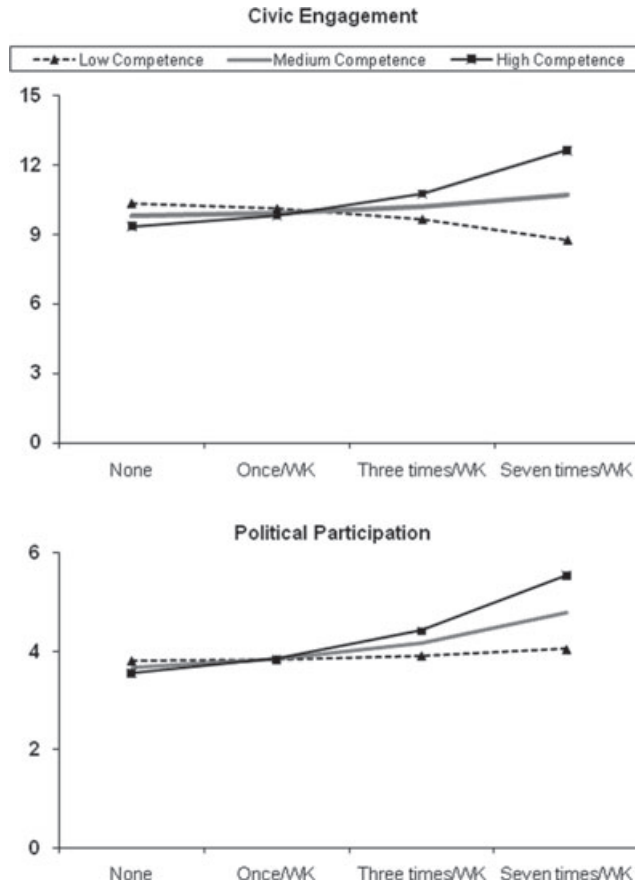 Civic Engagement
Low Competence Medium Competence High Competence
15
12
9
6
3
0
None Once/WK Three times/WK Seven times/WK
Political Participation
6
4
2
0
None Once/WK Three times/WK Seven times/WK